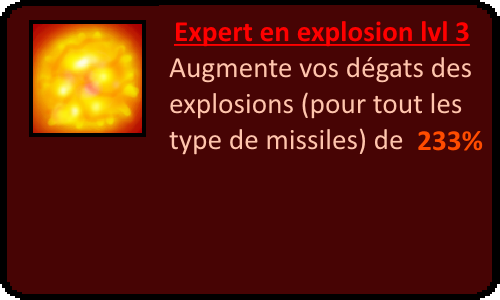 Expert en explosion lvl 3
Augmente vos dégats des
explosions (pour tout les
type de missiles) de 233%